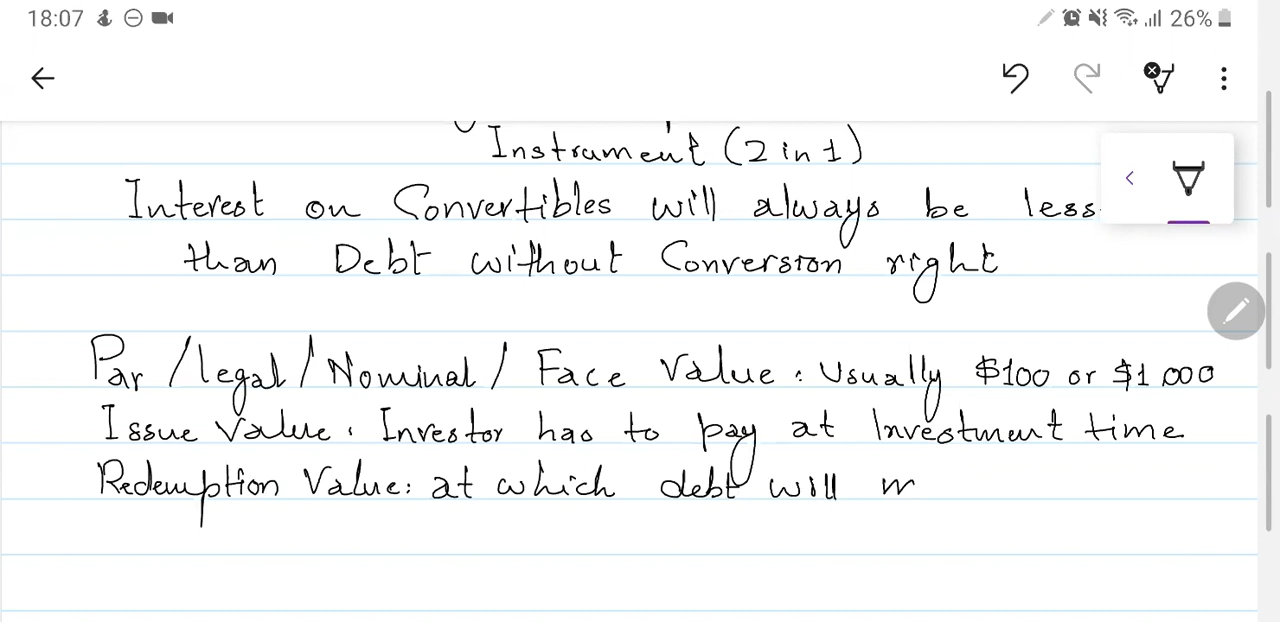 18:07
26%
Instrument (2 in 1)
Interest on Convertibles will always be less
than Debt without Conversion right
Par /legal/Nominal/ Face Value: Usually $100 or $1000
Issue Value: Investor has to pay at Investment time
Redemption Value: at which debt will m